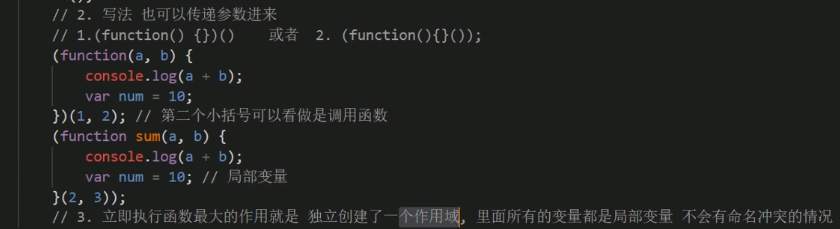 // 2. 写法 也可以传递参数进来
// 1.(function() {})()    或者  2. (function(){}());
(function(a, b) {
    console.log(a + b);
    var num = 10;
})(1, 2); // 第二个小括号可以看做是调用函数
(function sum(a, b) {
    console.log(a + b);
    var num = 10; // 局部变量
}(2, 3));
// 3. 立即执行函数最大的作用就是 独立创建了一个作用域, 里面所有的变量都是局部变量 不会有命名冲突的情况